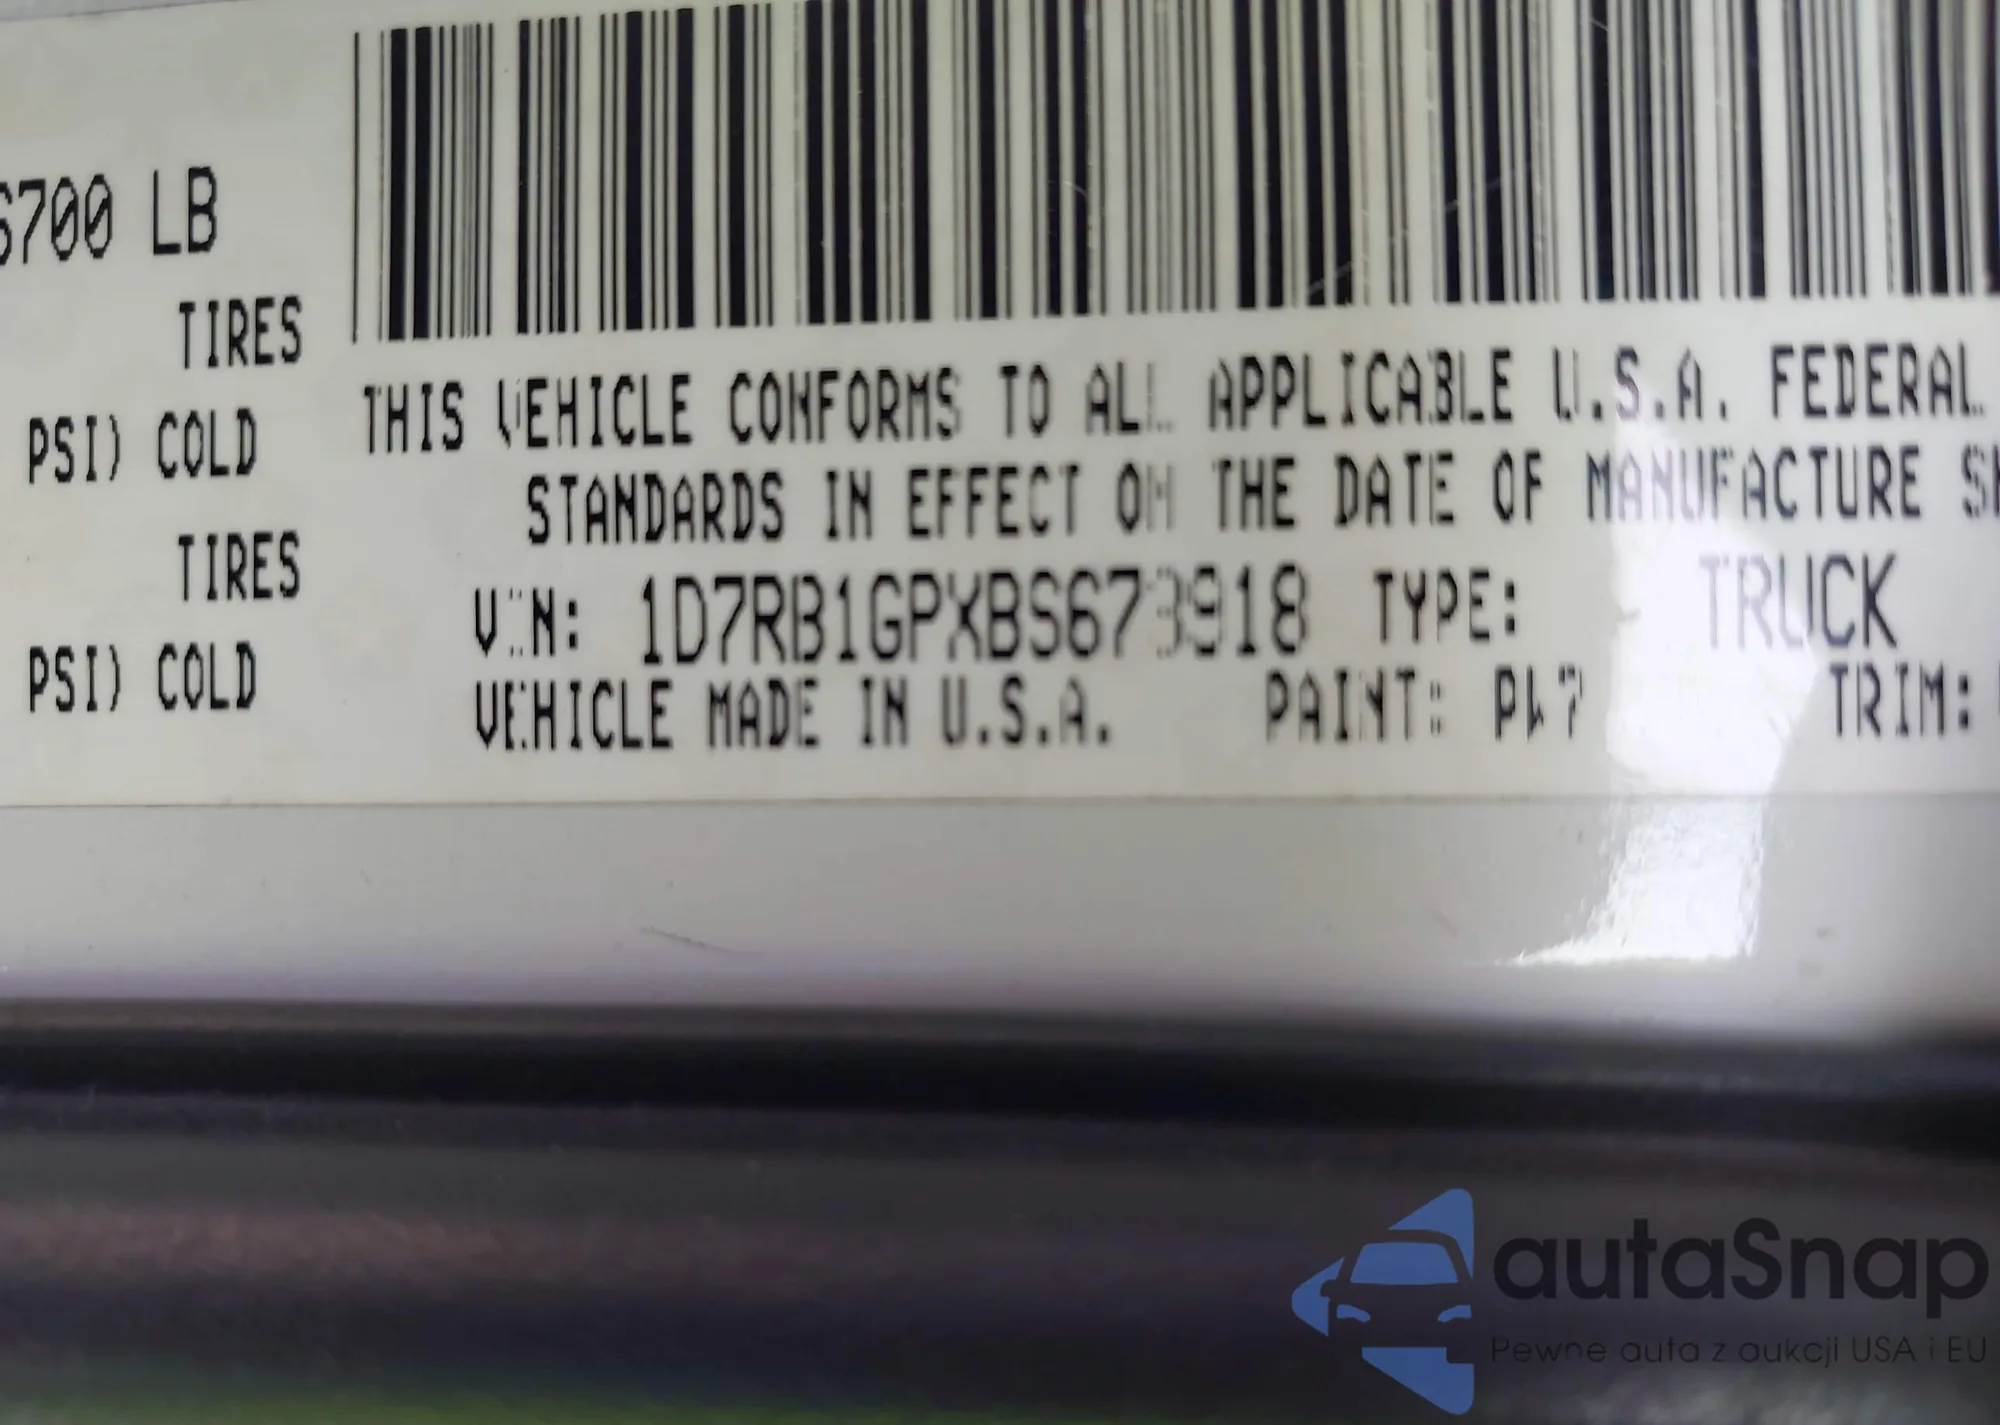 6700 LB
TIRES
PSI) COLD
TIRES
PSI) COLD
THIS VEHICLE CONFORMS TO ALL APPLICABLE U.S.A. FEDERAL
STANDARDS IN EFFECT ON THE DATE OF MANUFACTURE SH
VIN: 1D7RB1GPXBS673918 TYPE: TRUCK
VEHICLE MADE IN U.S.A. PAINT: PW7 TRIM:
autaSnap
Pewne auta z aukcji USA i EU